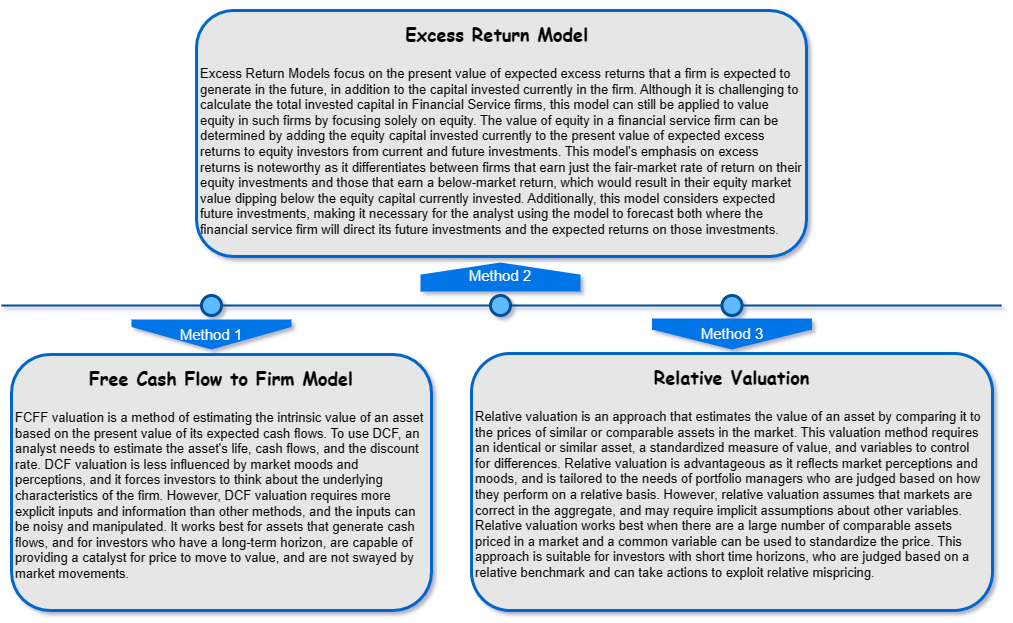 Excess Return Model
Excess Return Models focus on the present value of expected excess returns that a firm is expected to
generate in the future, in addition to the capital invested currently in the firm. Although it is challenging to
calculate the total invested capital in Financial Service firms, this model can still be applied to value
equity in such firms by focusing solely on equity. The value of equity in a financial service firm can be
determined by adding the equity capital invested currently to the present value of expected excess
returns to equity investors from current and future investments. This model's emphasis on excess
returns is noteworthy as it differentiates between firms that earn just the fair-market rate of return on their
equity investments and those that earn a below-market return, which would result in their equity market
value dipping below the equity capital currently invested. Additionally, this model considers expected
future investments, making it necessary for the analyst using the model to forecast both where the
financial service firm will direct its future investments and the expected returns on those investments.
Method 2
Method 1
Method 3
Free Cash Flow to Firm Model
FCFF valuation is a method of estimating the intrinsic value of an asset
based on the present value of its expected cash flows. To use DCF, an
analyst needs to estimate the asset's life, cash flows, and the discount
rate. DCF valuation is less influenced by market moods and
perceptions, and it forces investors to think about the underlying
characteristics of the firm. However, DCF valuation requires more
explicit inputs and information than other methods, and the inputs can
be noisy and manipulated. It works best for assets that generate cash
flows, and for investors who have a long-term horizon, are capable of
providing a catalyst for price to move to value, and are not swayed by
market movements.
Relative Valuation
Relative valuation is an approach that estimates the value of an asset by comparing it to
the prices of similar or comparable assets in the market. This valuation method requires
an identical or similar asset, a standardized measure of value, and variables to control
for differences. Relative valuation is advantageous as it reflects market perceptions and
moods, and is tailored to the needs of portfolio managers who are judged based on how
they perform on a relative basis. However, relative valuation assumes that markets are
correct in the aggregate, and may require implicit assumptions about other variables.
Relative valuation works best when there are a large number of comparable assets
priced in a market and a common variable can be used to standardize the price. This
approach is suitable for investors with short time horizons, who are judged based on a
relative benchmark and can take actions to exploit relative mispricing.